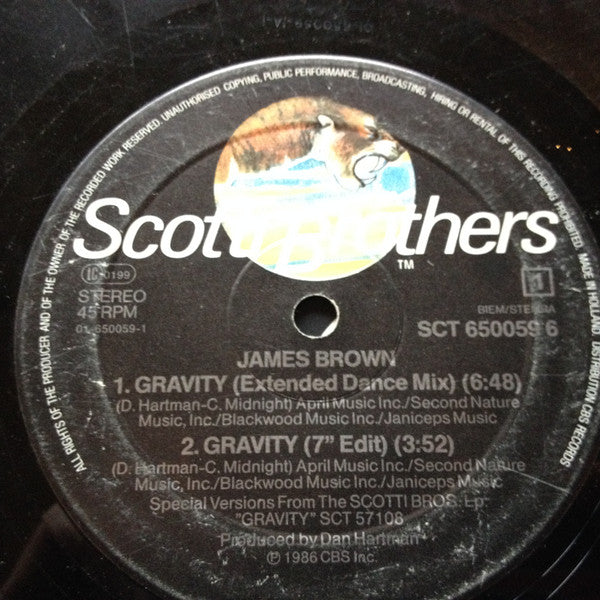 ALL RIGHTS OF THE PRODUCER AND OF THE OWNER OF THE RECORDED WORK RESERVED. UNAUTHORISED COPYING, PUBLIC PERFORMANCE, BROADCASTING, HIRING OR RENTAL OF THIS RECORDING PROHIBITED. MADE IN HOLLAND. DISTRIBUTION CBS RECORDS
Scotti Brothers
TM
LC 0199
STEREO
45 RPM
01-650059-1
1
BIEM/STEMRA
SCT 650059 6
JAMES BROWN
1. GRAVITY (Extended Dance Mix) (6:48)
(D. Hartman-C. Midnight) April Music Inc./Second Nature
Music, Inc./Blackwood Music Inc./Janiceps Music
2. GRAVITY (7" Edit) (3:52)
(D. Hartman-C. Midnight) April Music Inc./Second Nature
Music, Inc./Blackwood Music Inc./Janiceps Music
Special Versions From The SCOTTI BROS. Ep
"GRAVITY" SCT 57108
Produced by Dan Hartman
℗ 1986 CBS Inc.